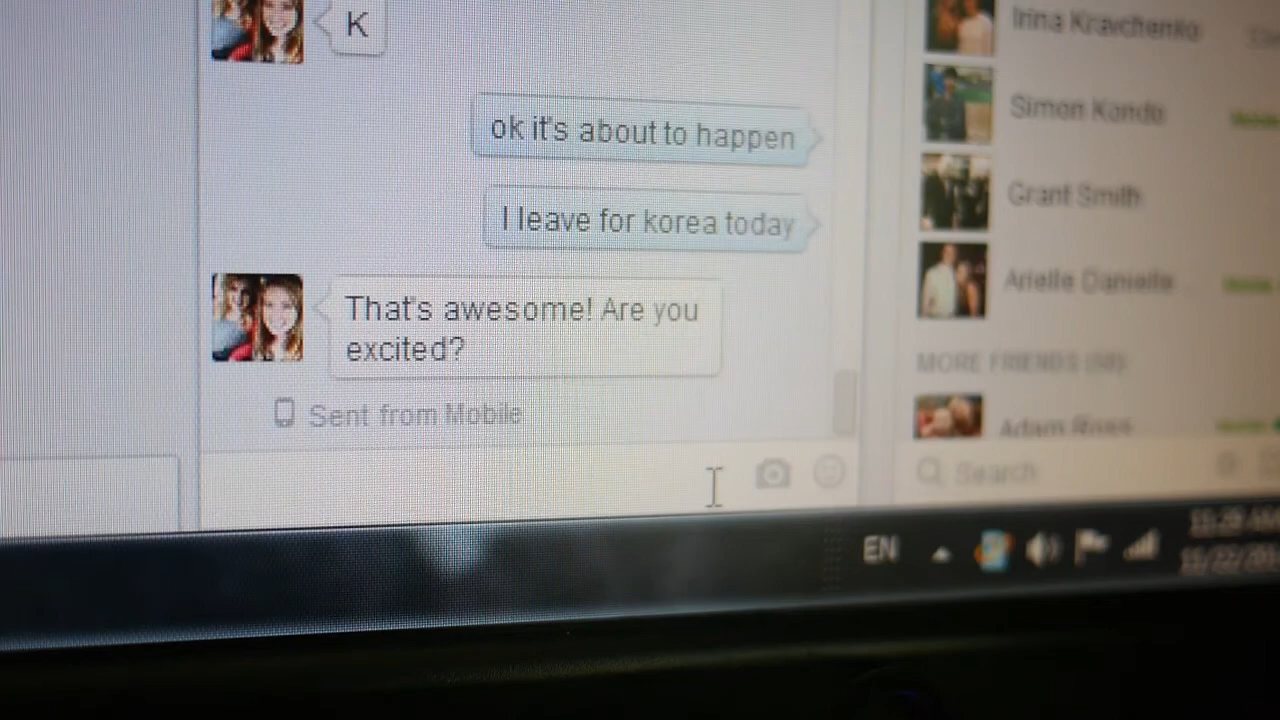 K
ok it's about to happen
I leave for korea today
That's awesome! Are you
excited?
Sent from Mobile
Irina Kravchenko
Simon Kondo
Grant Smith
Arielle Danielle
MORE FRIENDS
Adam Ross
Search
EN